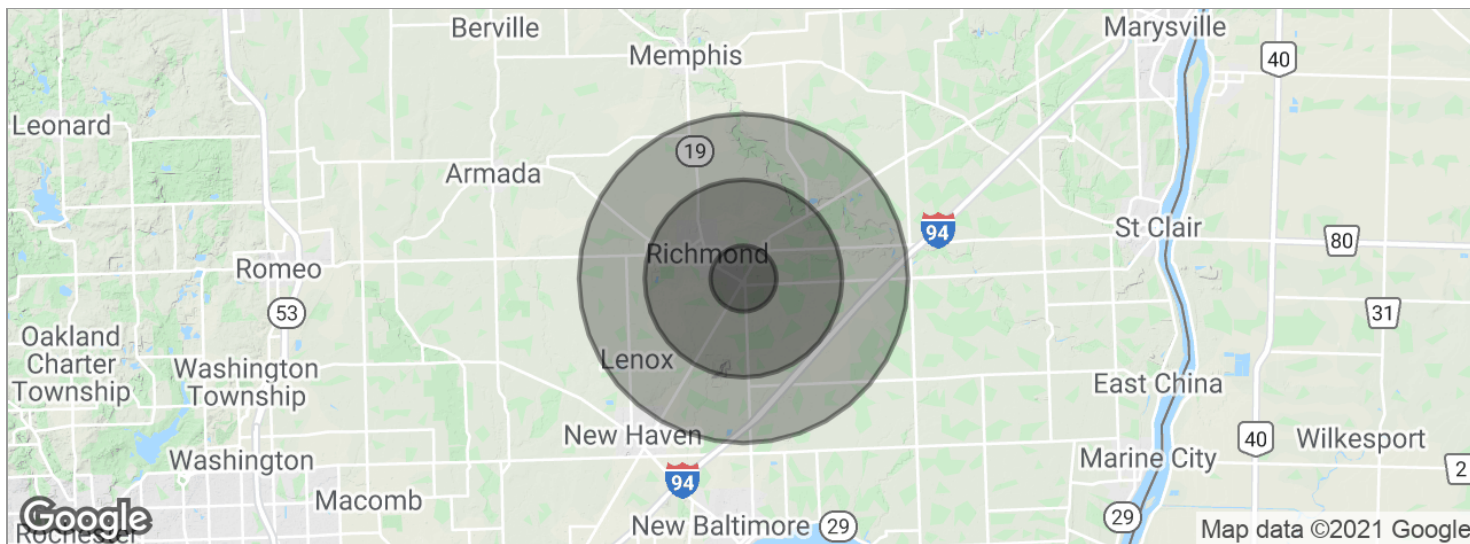 Berville
Marysville
Memphis
40
Leonard
19
Armada
St Clair
94
80
Richmond
Romeo
53
31
Oakland
Charter
Township
Washington
Township
Lenox
East China
New Haven
40
Wilkesport
Washington
Marine City
2
94
Macomb
Google
Rochester
New Baltimore
29
29
Map data ©2021 Google